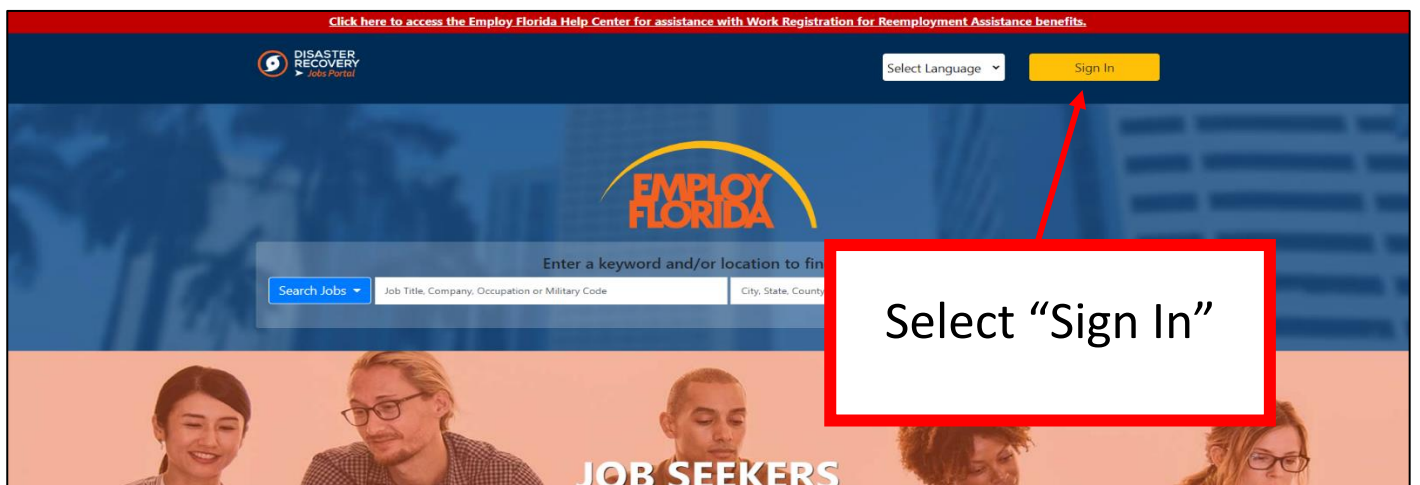 Click here to access the Employ Florida Help Center for assistance with Work Registration for Reemployment Assistance benefits.
DISASTER
RECOVERY
Jobs Portal
Select Language
Sign In
EMPLOY
FLORIDA
Enter a keyword and/or location to
Search Jobs
Job Title, Company, Occupation or Military Code
City, State, County
Select “Sign In”
JOB SEEKERS